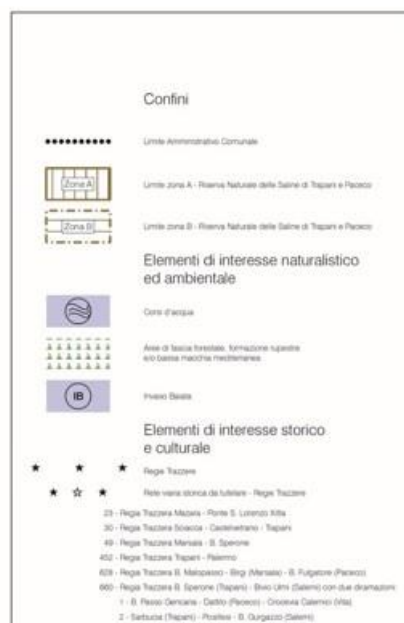 Confini
Limite Amministrativo Comunale
Zona A
Limite zona A - Riserva Naturale delle Saline di Trapani e Paceco
Zona B
Limite zona B - Riserva Naturale delle Saline di Trapani e Paceco
Elementi di interesse naturalistico
ed ambientale
Corsi d'acqua
Aree di fascia forestale, formazione rupestre
e/o bassa macchia mediterranea
IB
Invaso Baiata
Elementi di interesse storico
e culturale
Regie Trazzere
Rete viaria storica da tutelare - Regie Trazzere
23 - Regia Trazzera Mazara - Ponte S. Lorenzo Xitta
30 - Regia Trazzera Sciacca - Castelvetrano - Trapani
49 - Regia Trazzera Marsala - B. Sperone
452 - Regia Trazzera Trapani - Palermo
628 - Regia Trazzera B. Malopasso - Birgi (Marsala) - B. Fulgatore (Paceco)
660 - Regia Trazzera B. Sperone (Trapani) - Bivio Ulmi (Salemi) con due diramazioni:
1 - B. Passo Genicana - Dattilo (Paceco) - Crocevia Calemici (Vita)
2 - Sarbucia (Trapani) - B. Gurgazzo (Salemi)